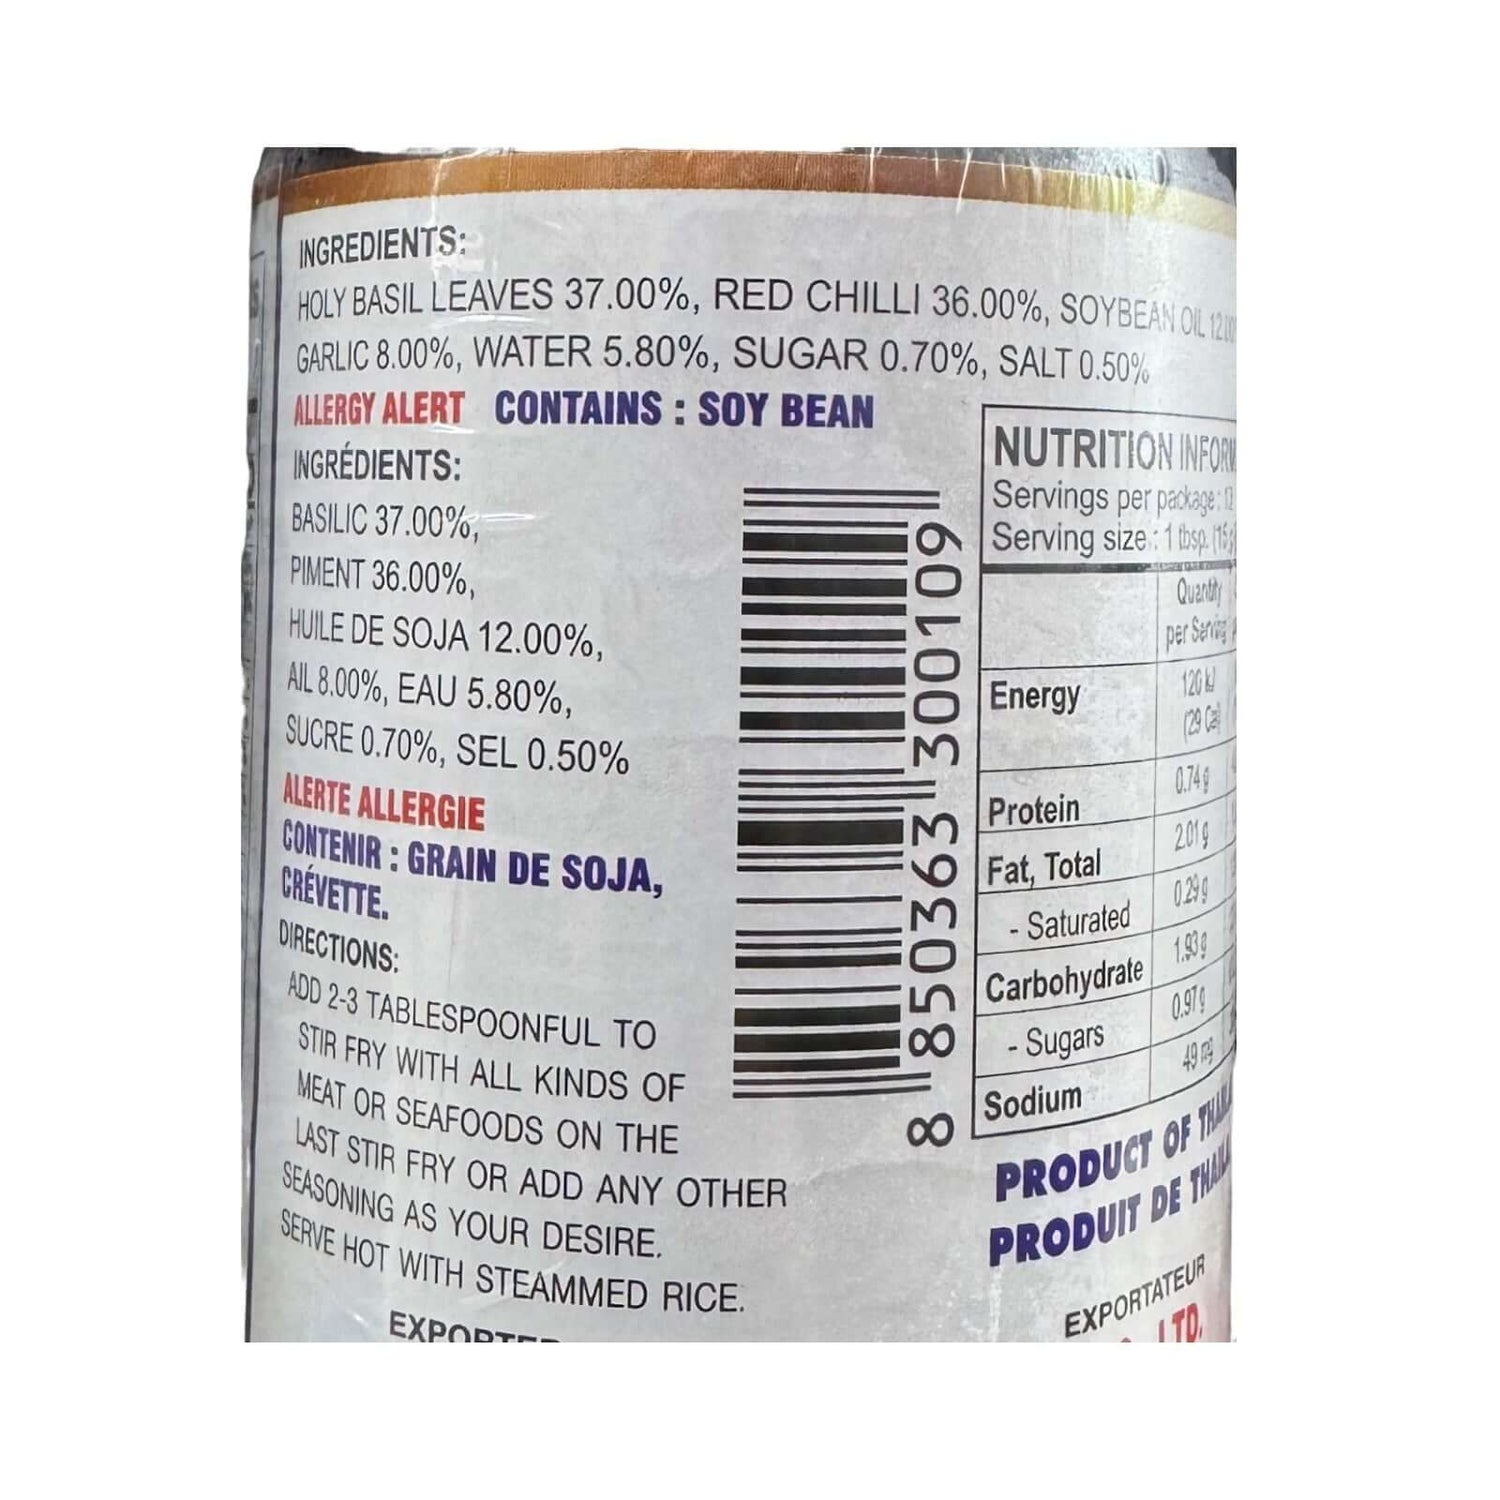 INGREDIENTS:
HOLY BASIL LEAVES 37.00%, RED CHILLI 36.00%, SOYBEAN OIL
GARLIC 8.00%, WATER 5.80%, SUGAR 0.70%, SALT 0.50%
ALLERGY ALERT CONTAINS : SOY BEAN
INGRÉDIENTS:
BASILIC 37.00%,
PIMENT 36.00%,
HUILE DE SOJA 12.00%,
AIL 8.00%, EAU 5.80%,
SUCRE 0.70%, SEL 0.50%
ALERTE ALLERGIE
CONTENIR : GRAIN DE SOJA,
CRÉVETTE.
DIRECTIONS:
ADD 2-3 TABLESPOONFUL TO
STIR FRY WITH ALL KINDS OF
MEAT OR SEAFOODS ON THE
LAST STIR FRY OR ADD ANY OTHER
SEASONING AS YOUR DESIRE.
SERVE HOT WITH STEAMMED RICE.
EXPORTER
8 850363 300109
NUTRITION
Servings per package:
Serving size : 1 tbsp.
Quantity
per Serving
Energy 120 kJ
(29 Cal)
Protein 0.74 g
Fat, Total 2.01 g
- Saturated 0.29 g
Carbohydrate 1.93 g
- Sugars 0.97 g
Sodium 49 mg
PRODUCT OF
PRODUIT DE
EXPORTATEUR
LTD.